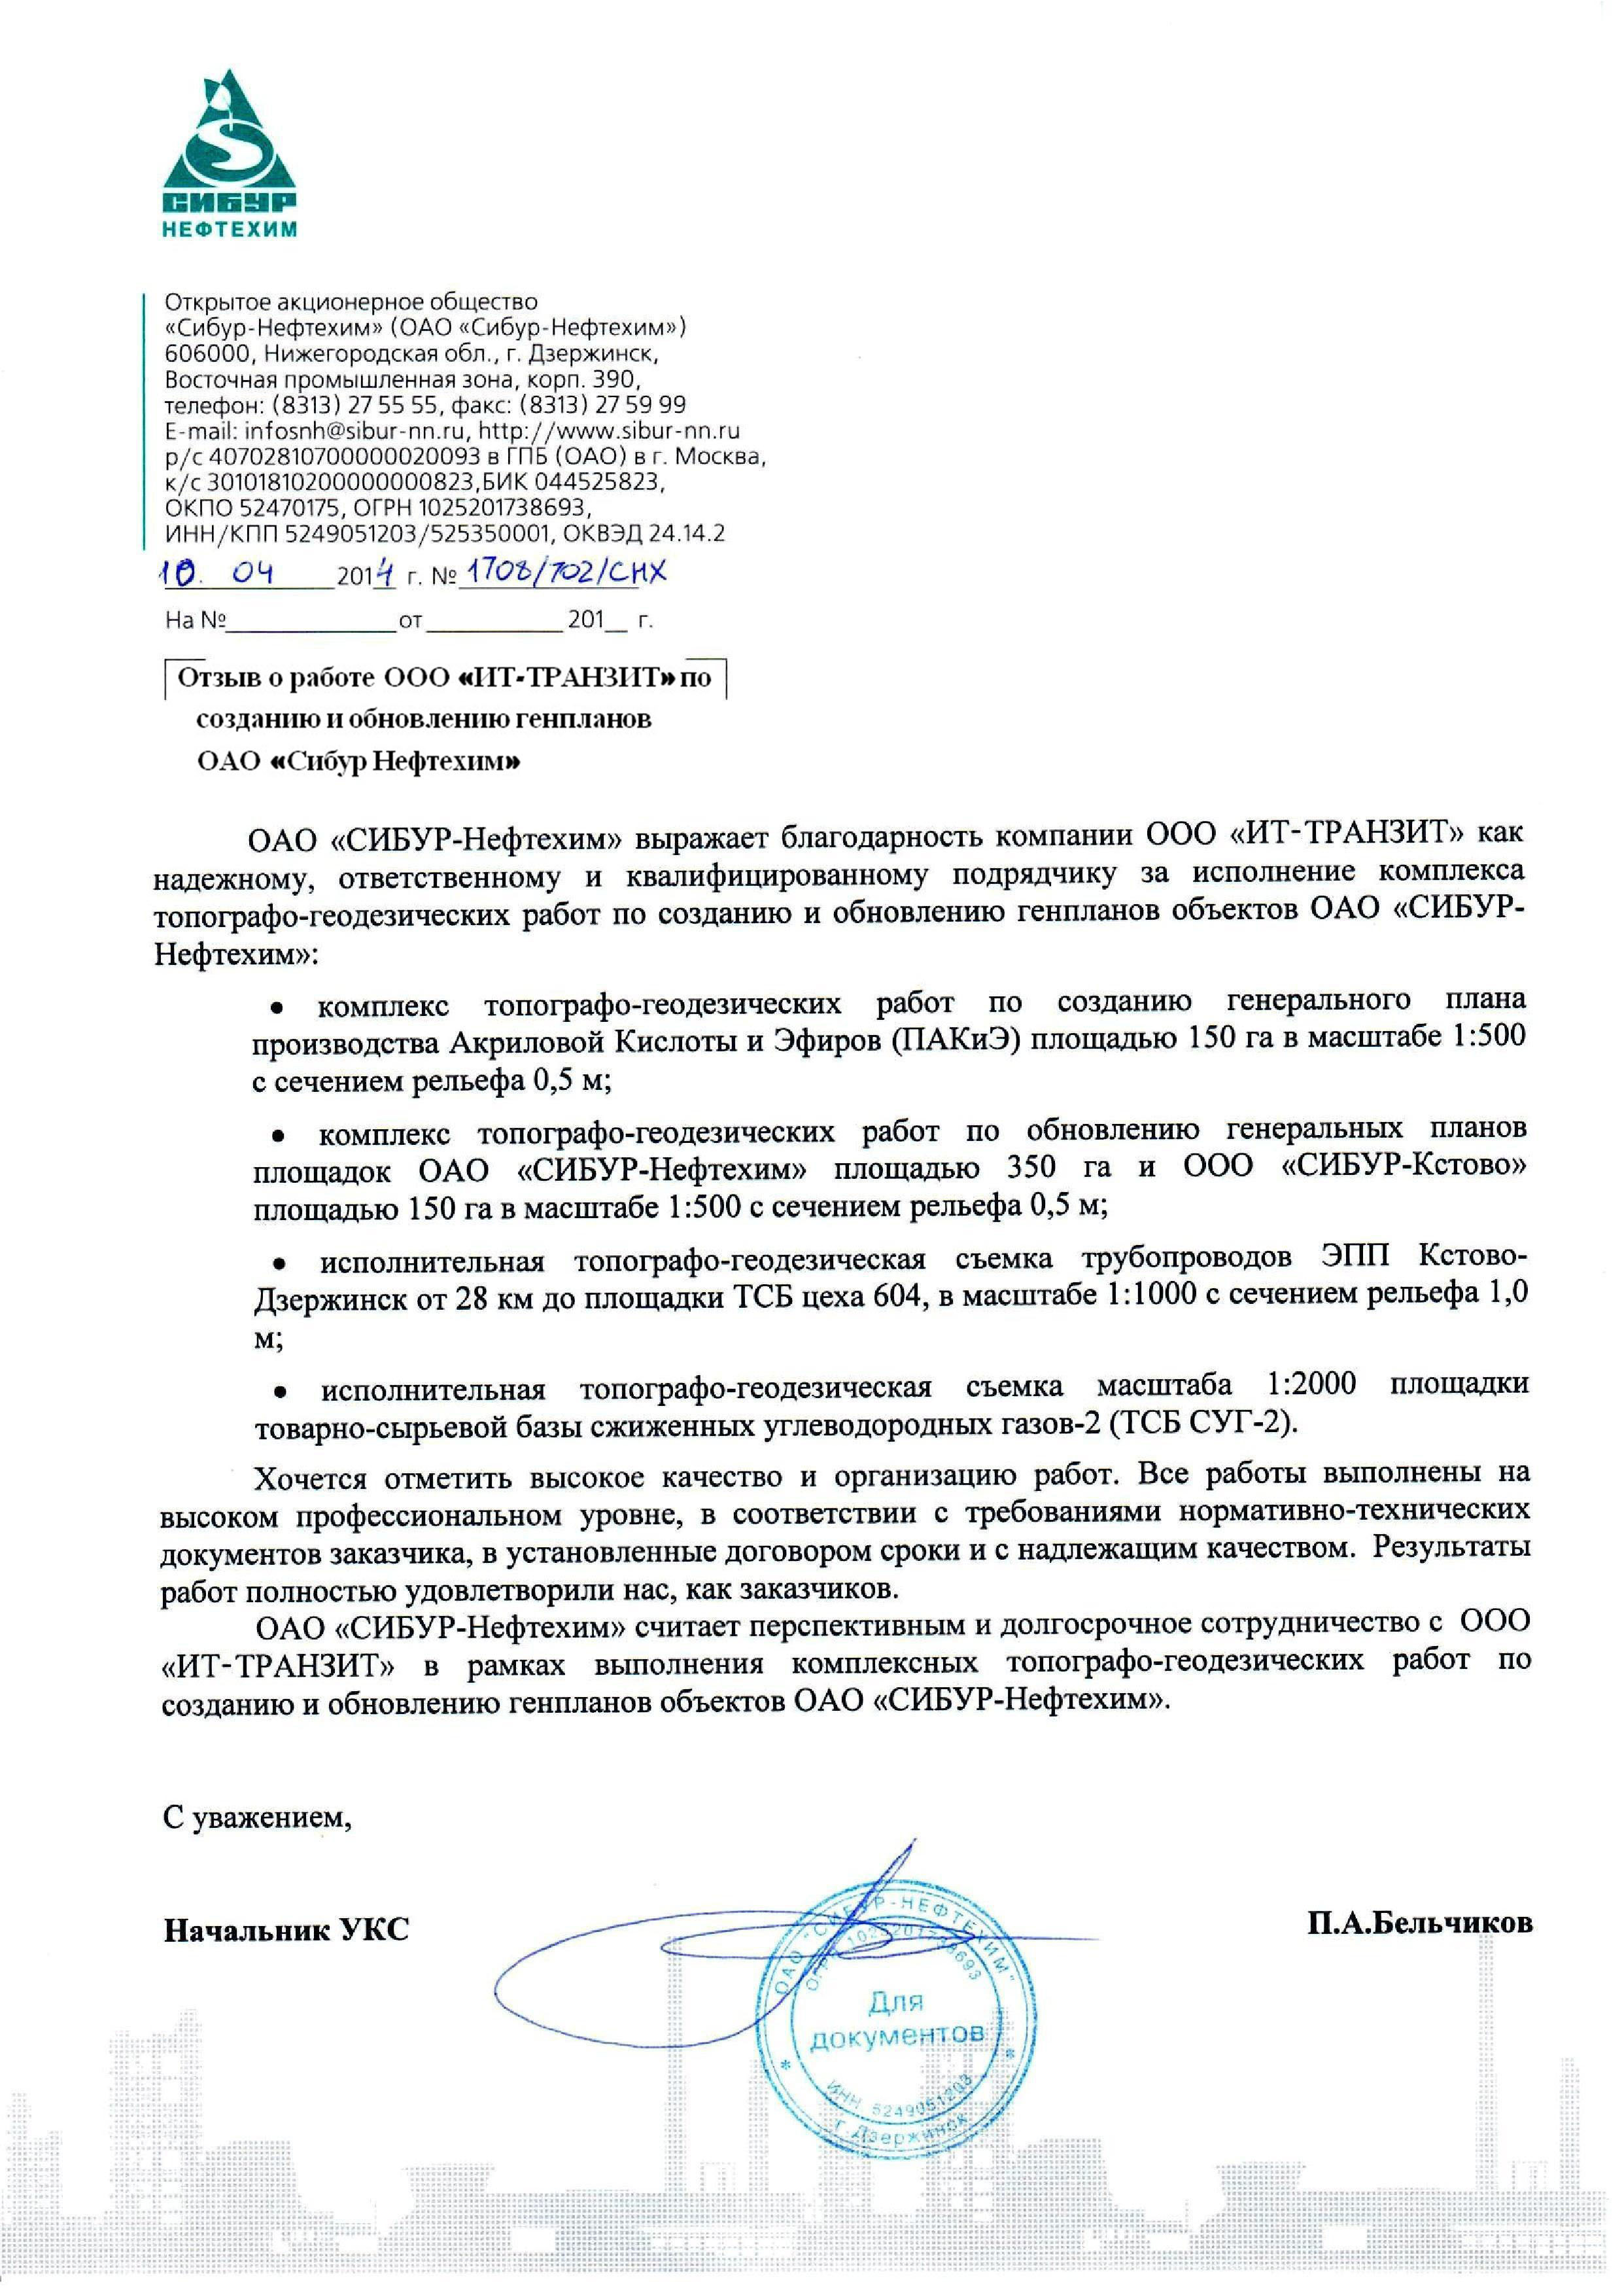 СИБУР
НЕФТЕХИМ
Открытое акционерное общество
«Сибур-Нефтехим» (ОАО «Сибур-Нефтехим»)
606000, Нижегородская обл., г. Дзержинск,
Восточная промышленная зона, корп. 390,
телефон: (8313) 27 55 55, факс: (8313) 27 59 99
E-mail: infosnh@sibur-nn.ru, http://www.sibur-nn.ru
р/с 40702810700000020093 в ГПБ (ОАО) в г. Москва,
к/с 30101810200000000823,БИК 044525823,
ОКПО 52470175, ОГРН 1025201738693,
ИНН/КПП 5249051203/525350001, ОКВЭД 24.14.2
10. 04 2014 г. № 1708/702/СНХ
На №____________от __________ 201__ г.
Отзыв о работе ООО «ИТ-ТРАНЗИТ» по
созданию и обновлению генпланов
ОАО «Сибур Нефтехим»
ОАО «СИБУР-Нефтехим» выражает благодарность компании ООО «ИТ-ТРАНЗИТ» как
надежному, ответственному и квалифицированному подрядчику за исполнение комплекса
топографо-геодезических работ по созданию и обновлению генпланов объектов ОАО «СИБУР-
Нефтехим»:
• комплекс топографо-геодезических работ по созданию генерального плана
производства Акриловой Кислоты и Эфиров (ПАКиЭ) площадью 150 га в масштабе 1:500
с сечением рельефа 0,5 м;
• комплекс топографо-геодезических работ по обновлению генеральных планов
площадок ОАО «СИБУР-Нефтехим» площадью 350 га и ООО «СИБУР-Кстово»
площадью 150 га в масштабе 1:500 с сечением рельефа 0,5 м;
• исполнительная топографо-геодезическая съемка трубопроводов ЭПП Кстово-
Дзержинск от 28 км до площадки ТСБ цеха 604, в масштабе 1:1000 с сечением рельефа 1,0
м;
• исполнительная топографо-геодезическая съемка масштаба 1:2000 площадки
товарно-сырьевой базы сжиженных углеводородных газов-2 (ТСБ СУГ-2).
Хочется отметить высокое качество и организацию работ. Все работы выполнены на
высоком профессиональном уровне, в соответствии с требованиями нормативно-технических
документов заказчика, в установленные договором сроки и с надлежащим качеством. Результаты
работ полностью удовлетворили нас, как заказчиков.
ОАО «СИБУР-Нефтехим» считает перспективным и долгосрочное сотрудничество с ООО
«ИТ-ТРАНЗИТ» в рамках выполнения комплексных топографо-геодезических работ по
созданию и обновлению генпланов объектов ОАО «СИБУР-Нефтехим».
С уважением,
Начальник УКС
П.А.Бельчиков
ОАО "СИБУР-НЕФТЕХИМ"
ОГРН 1025201738693
Для
документов
ИНН 5249051203
г. Дзержинск